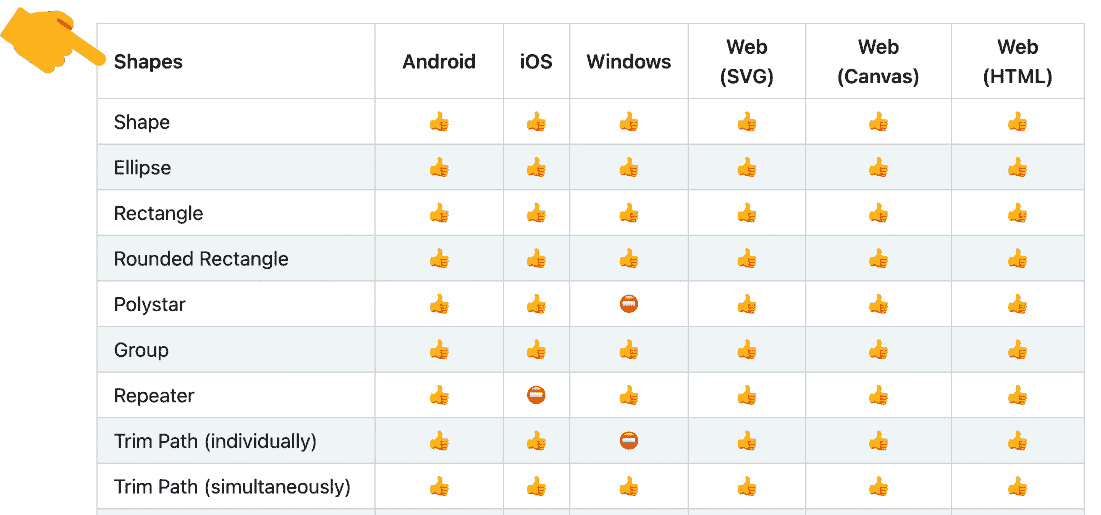 Shapes Android iOS Windows Web (SVG) Web (Canvas) Web (HTML)
Shape 👍 👍 👍 👍 👍 👍
Ellipse 👍 👍 👍 👍 👍 👍
Rectangle 👍 👍 👍 👍 👍 👍
Rounded Rectangle 👍 👍 👍 👍 👍 👍
Polystar 👍 👍 ⛔️ 👍 👍 👍
Group 👍 👍 👍 👍 👍 👍
Repeater 👍 ⛔️ 👍 👍 👍 👍
Trim Path (individually) 👍 👍 ⛔️ 👍 👍 👍
Trim Path (simultaneously) 👍 👍 👍 👍 👍 👍